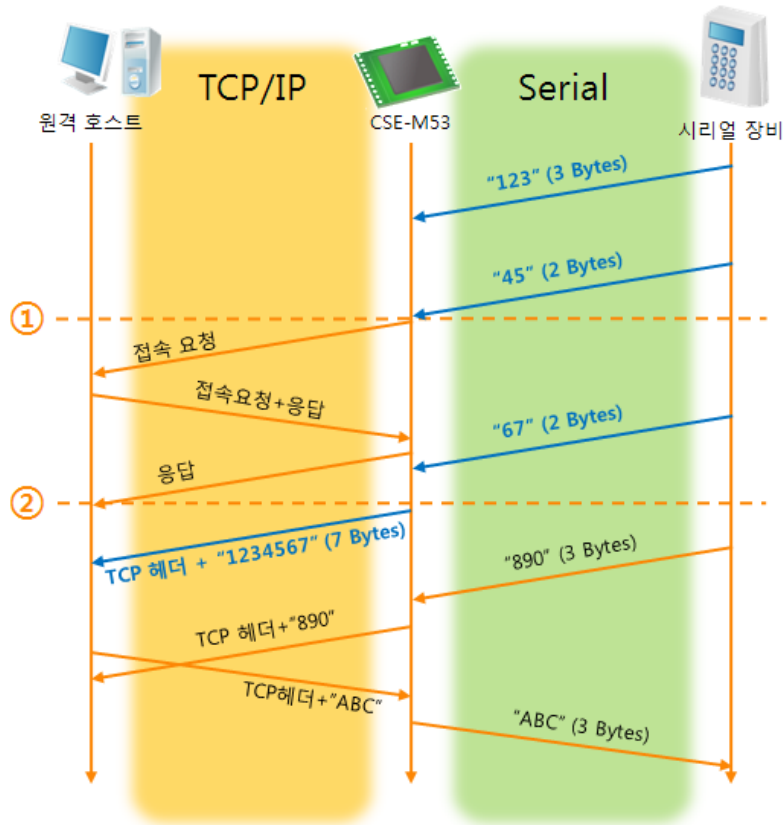 TCP/IP
Serial
원격 호스트
CSE-M53
시리얼 장비
“123” (3 Bytes)
“45” (2 Bytes)
①
접속 요청
접속요청+응답
“67” (2 Bytes)
응답
②
TCP 헤더 + “1234567” (7 Bytes)
“890” (3 Bytes)
TCP 헤더+“890”
TCP헤더+“ABC”
“ABC” (3 Bytes)